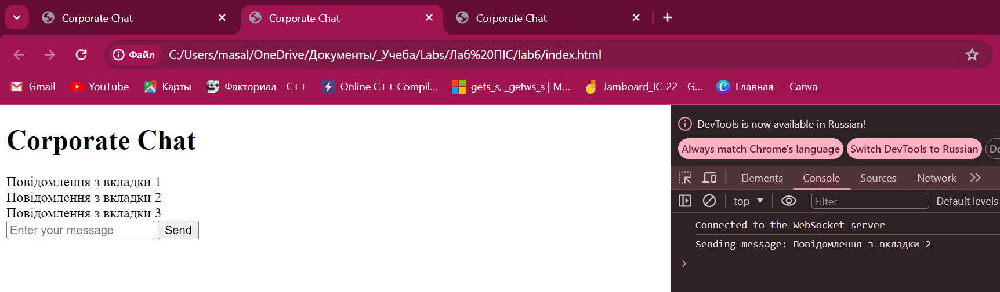 Corporate Chat
Corporate Chat
Corporate Chat
Файл
C:/Users/masal/OneDrive/Документы/_Учеба/Labs/Лаб%20ПІС/lab6/index.html
Gmail
YouTube
Карты
Факториал - C++
Online C++ Compil...
gets_s, _getws_s | M...
Jamboard_IC-22 - G...
Главная — Canva
Corporate Chat
Повідомлення з вкладки 1
Повідомлення з вкладки 2
Повідомлення з вкладки 3
Enter your message
Send
DevTools is now available in Russian!
Always match Chrome's language
Switch DevTools to Russian
Elements
Console
Sources
Network
top
Filter
Default levels
Connected to the WebSocket server
Sending message: Повідомлення з вкладки 2